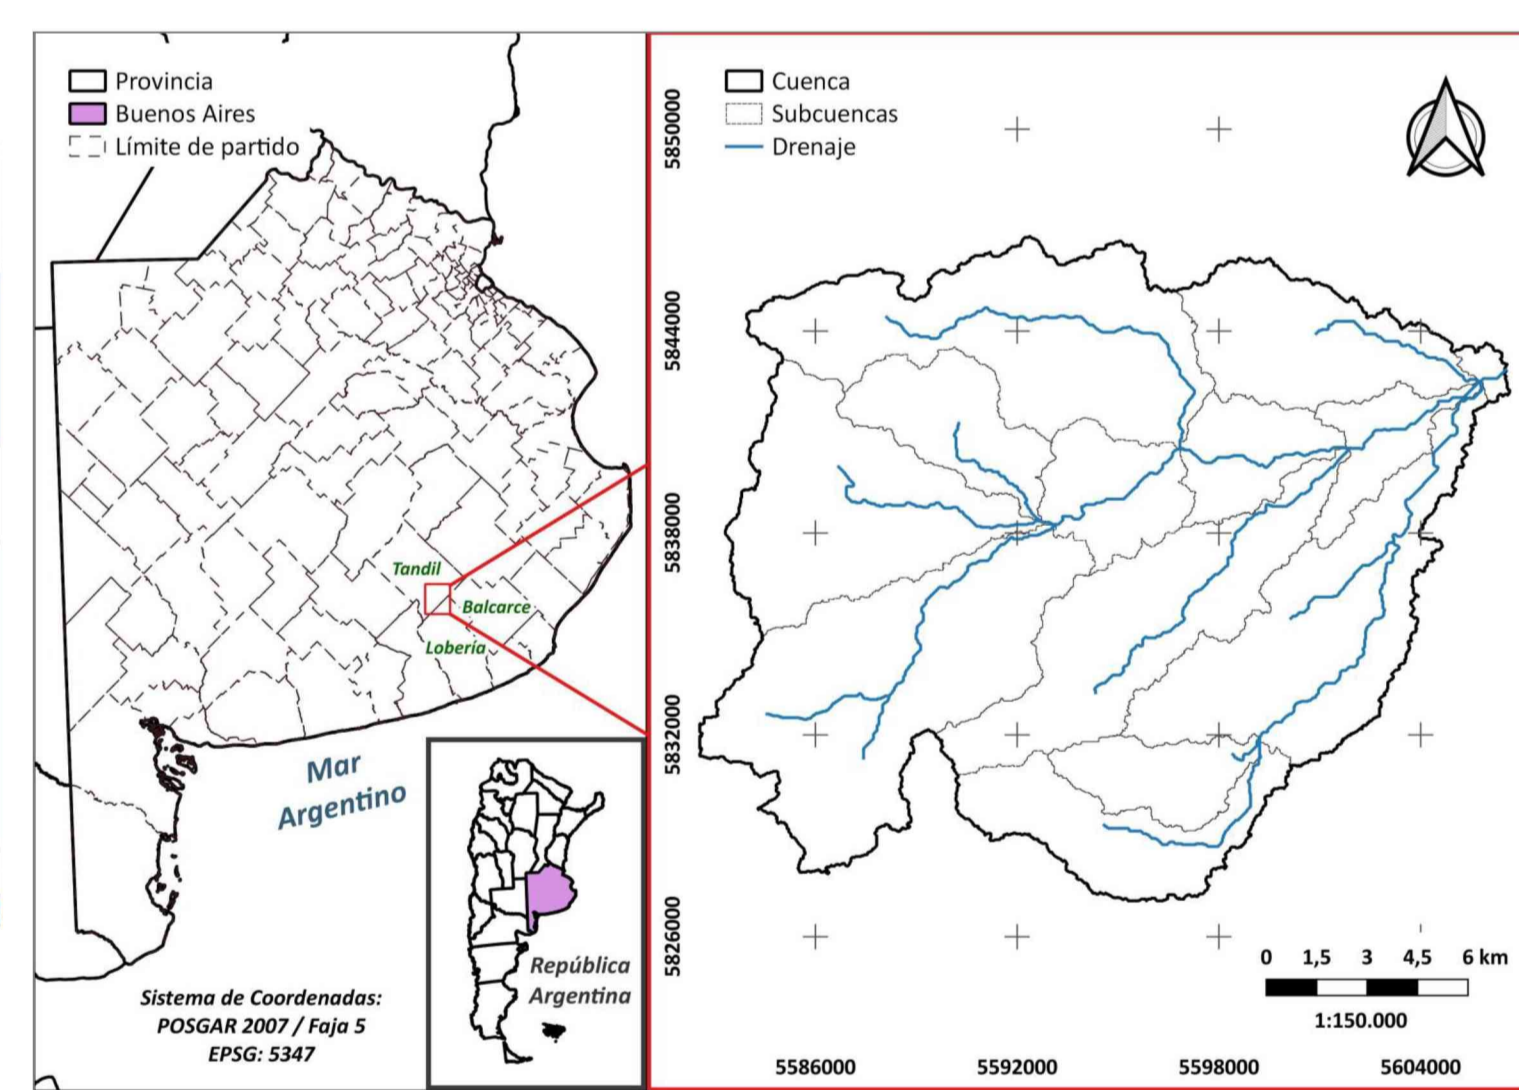 Provincia
Buenos Aires
Límite de partido
Tandil
Balcarce
Lobería
Mar
Argentino
República
Argentina
Sistema de Coordenadas:
POSGAR 2007 / Faja 5
EPSG: 5347
Cuenca
Subcuencas
Drenaje
5850000
5844000
5838000
5832000
5826000
0 1,5 3 4,5 6 km
1:150.000
5586000 5592000 5598000 5604000